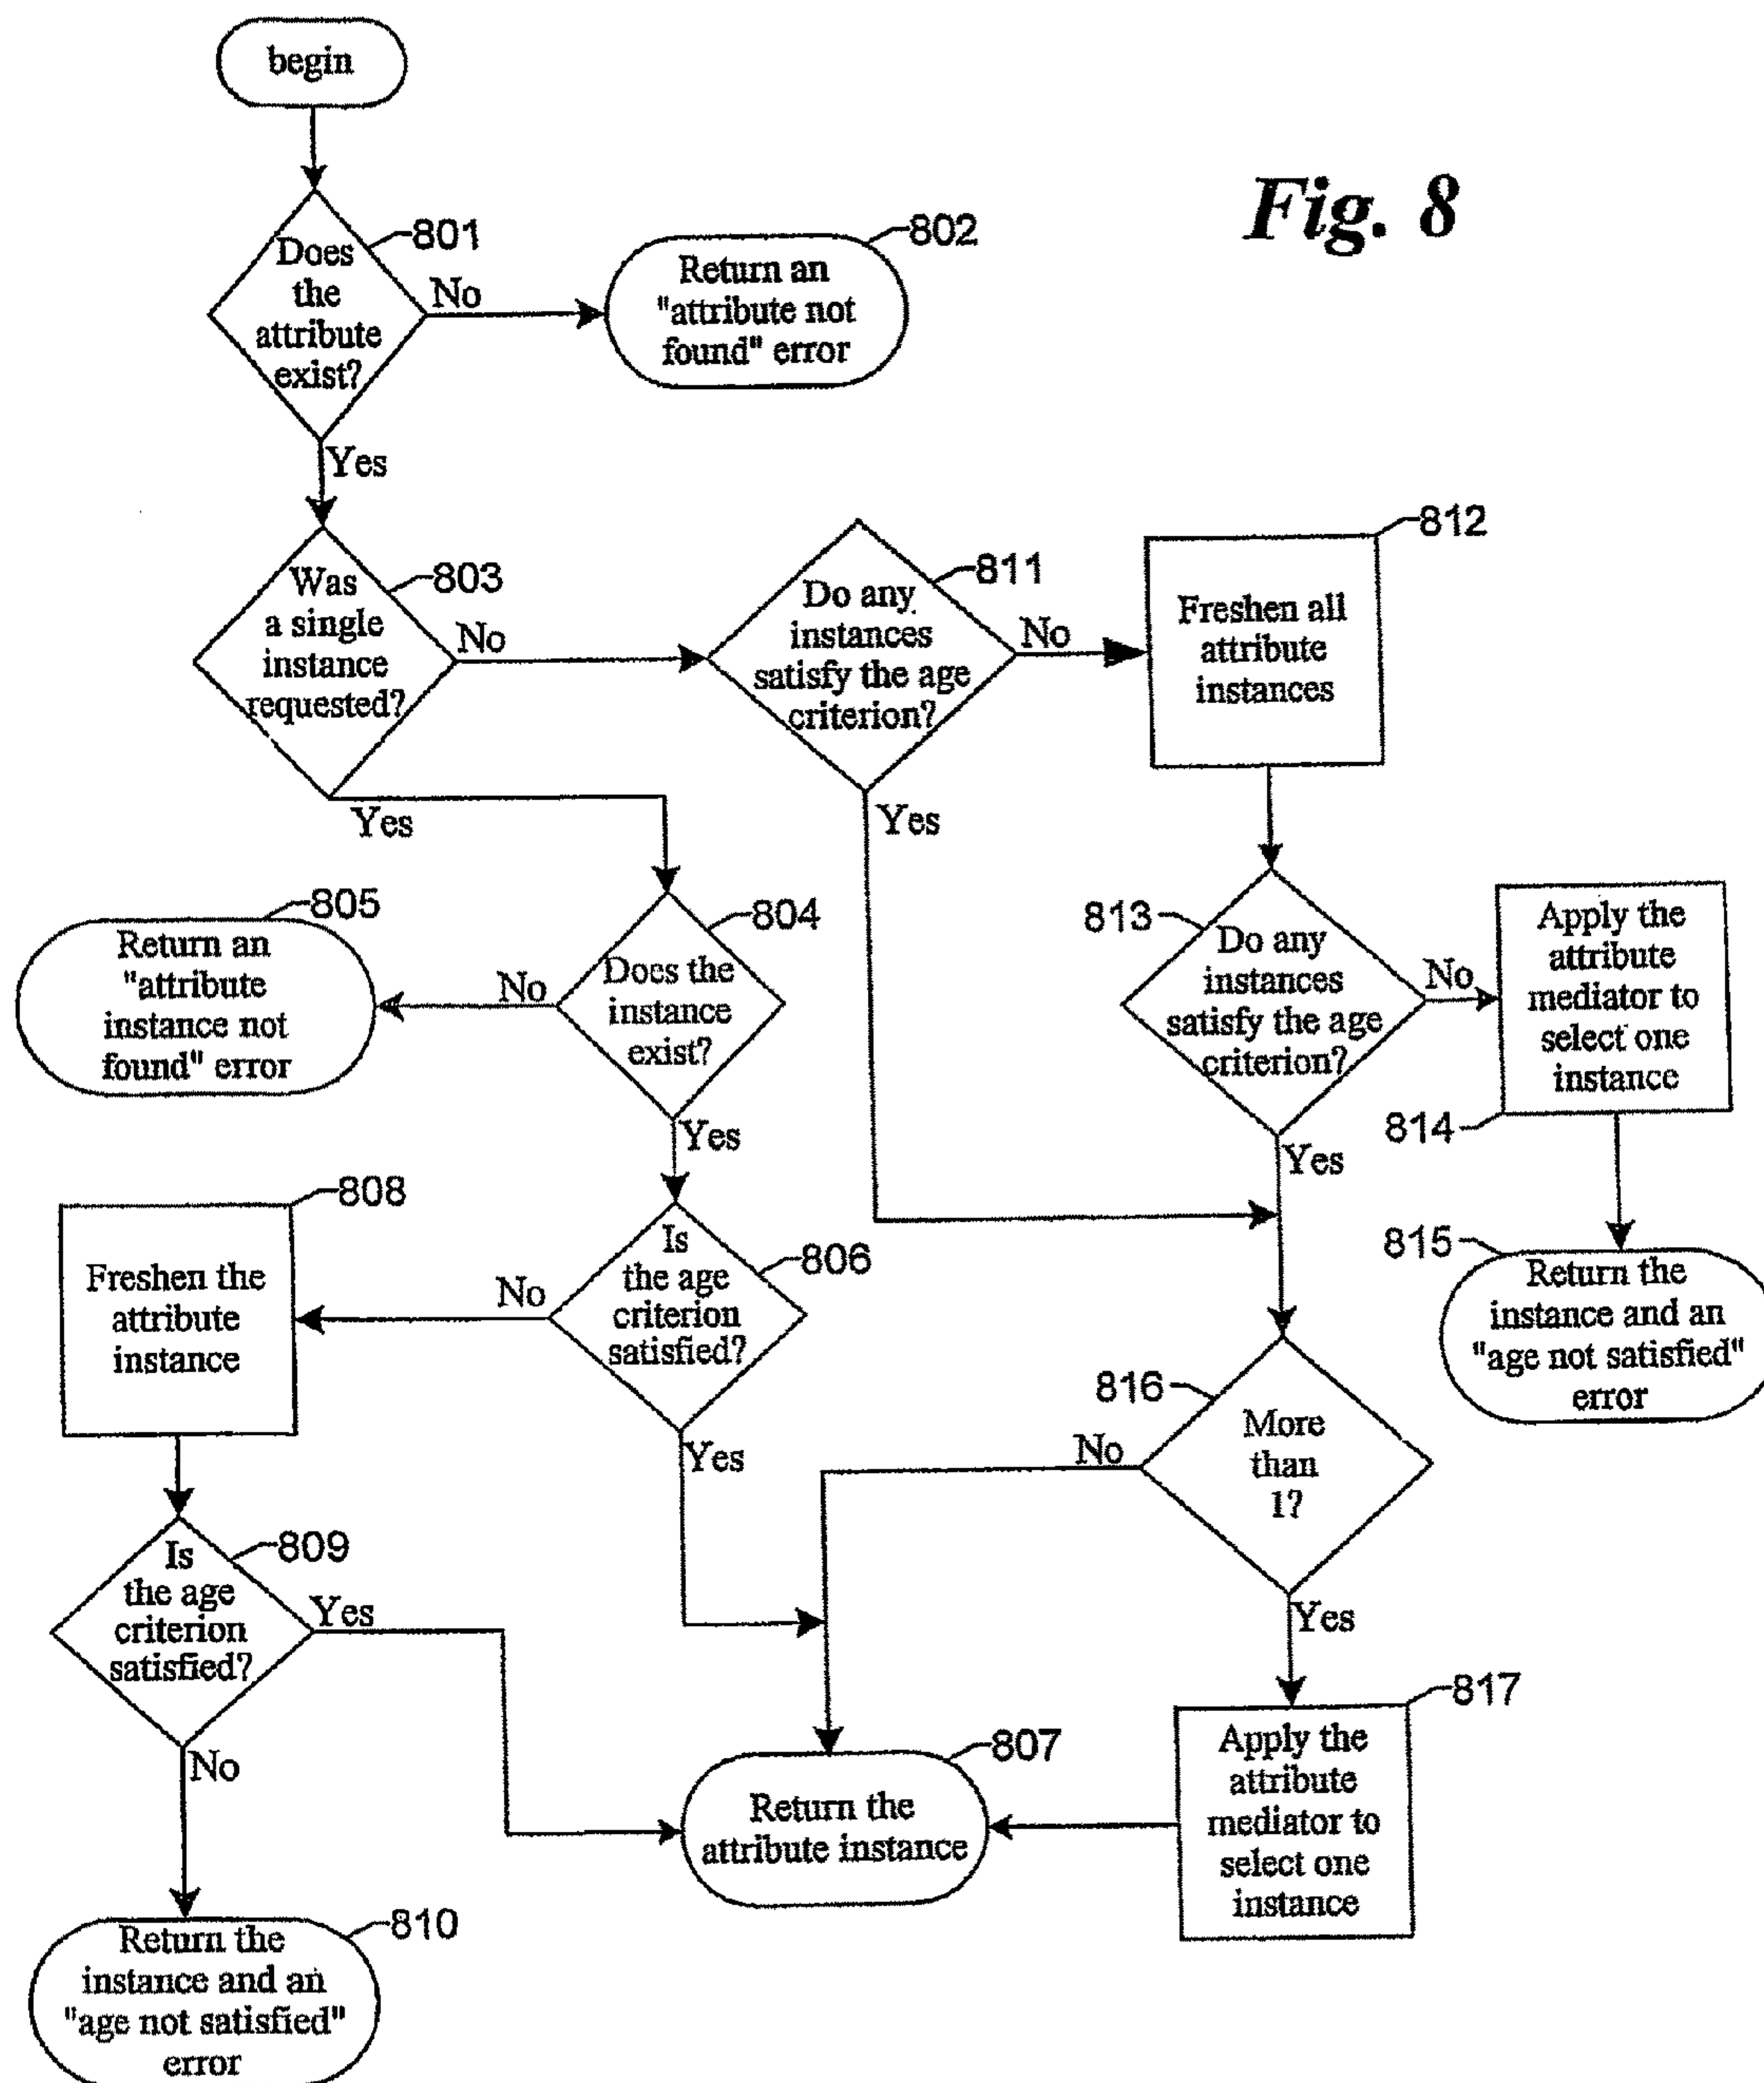 begin
Fig. 8
801
Does
the
attribute
exist?
No
802
Return an
"attribute not
found" error
Yes
803
Was
a single
instance
requested?
No
811
Do any
instances
satisfy the age
criterion?
No
812
Freshen all
attribute
instances
Yes
Yes
805
Return an
"attribute
instance not
found" error
804
Does the
instance
exist?
No
Yes
813
Do any
instances
satisfy the age
criterion?
No
Apply the
attribute
mediator to
select one
instance
814
Yes
808
Freshen the
attribute
instance
806
Is
the age
criterion
satisfied?
No
Yes
815
Return the
instance and an
"age not satisfied"
error
816
More
than
1?
No
Yes
809
Is
the age
criterion
satisfied?
Yes
No
807
Return the
attribute instance
817
Apply the
attribute
mediator to
select one
instance
810
Return the
instance and an
"age not satisfied"
error